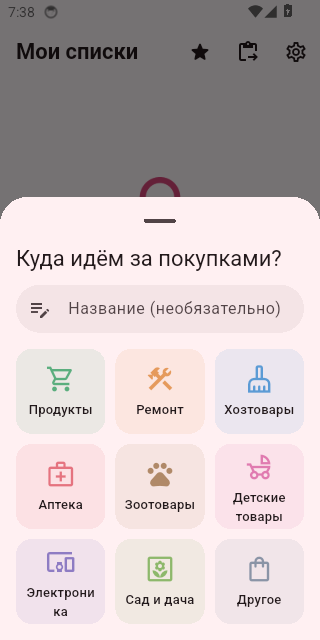 7:38
Мои списки
Куда идём за покупками?
Название (необязательно)
Продукты
Ремонт
Хозтовары
Аптека
Зоотовары
Детские
товары
Электрони
ка
Сад и дача
Другое